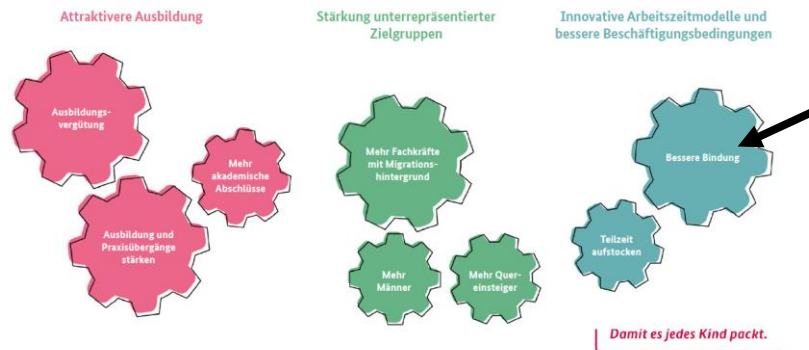 Attraktivere Ausbildung
Ausbildungs-
vergütung
Mehr
akademische
Abschlüsse
Ausbildung und
Praxisübergänge
stärken
Stärkung unterrepräsentierter
Zielgruppen
Mehr Fachkräfte
mit Migrations-
hintergrund
Mehr
Männer
Mehr Quer-
einsteiger
Innovative Arbeitszeitmodelle und
bessere Beschäftigungsbedingungen
Bessere Bindung
Teilzeit
aufstocken
Damit es jedes Kind packt.